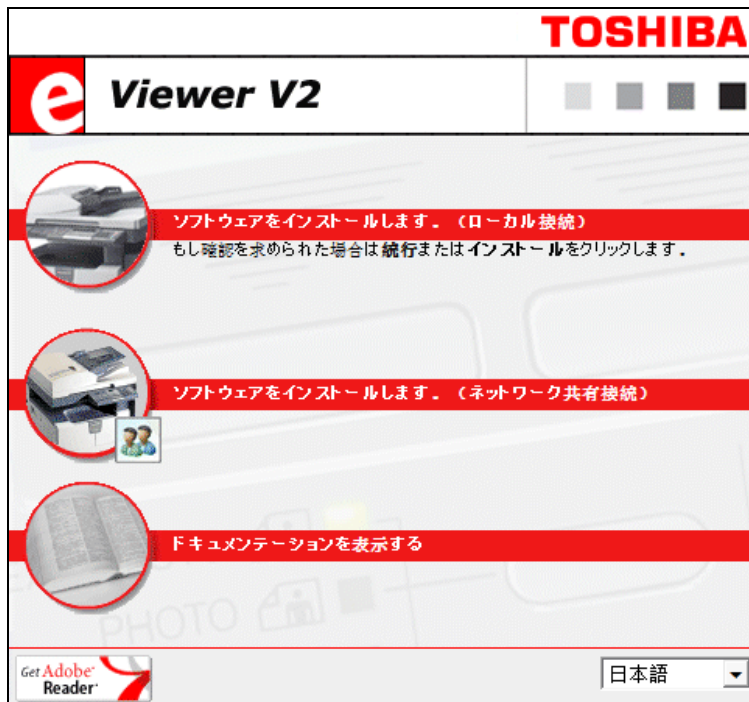 TOSHIBA
e Viewer V2
ソフトウェアをインストールします。（ローカル接続）
もし確認を求められた場合は続行またはインストールをクリックします。
ソフトウェアをインストールします。（ネットワーク共有接続）
ドキュメンテーションを表示する
PHOTO
Get Adobe
Reader
日本語